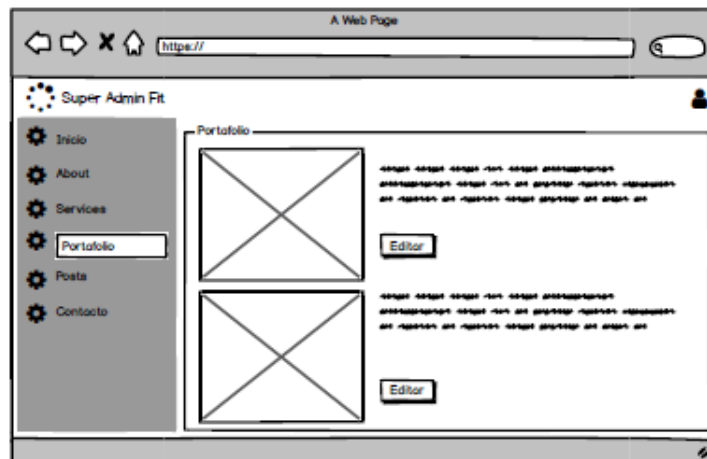 A Web Page
https://
Super Admin Fit
Inicio
About
Services
Portafolio
Posts
Contacto
Portafolio
Editar
Editar